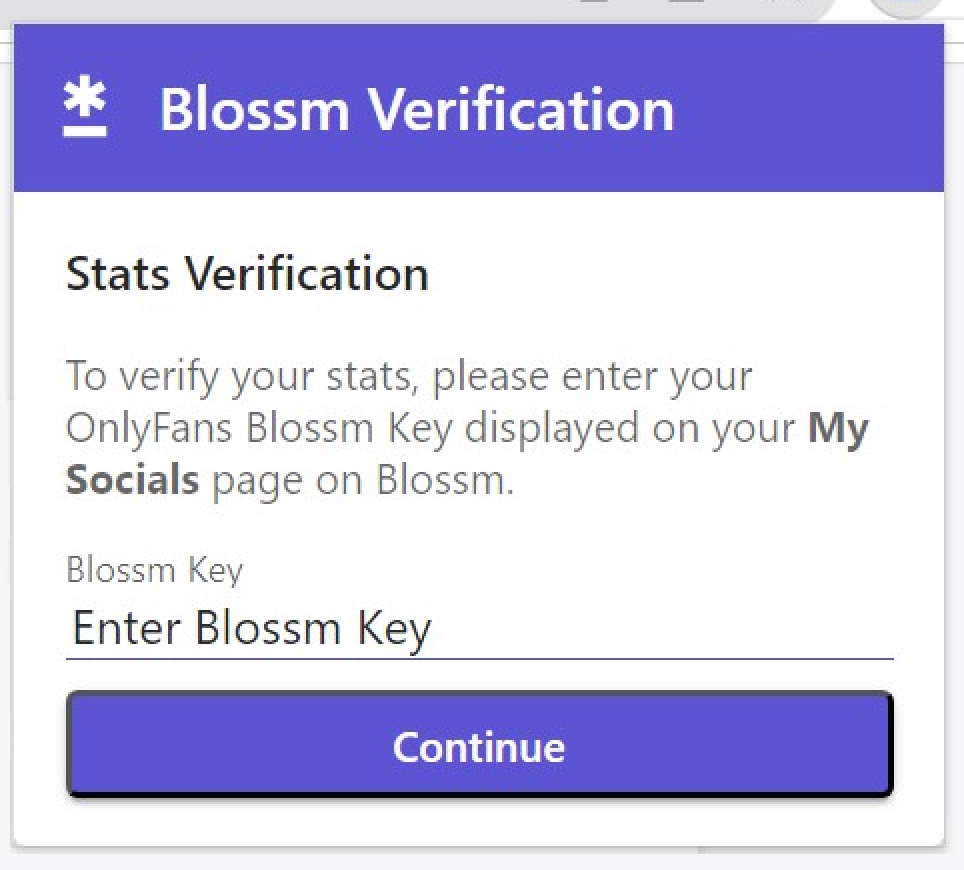 Blossm Verification
Stats Verification
To verify your stats, please enter your
OnlyFans Blossm Key displayed on your My
Socials page on Blossm.
Blossm Key
Enter Blossm Key
Continue